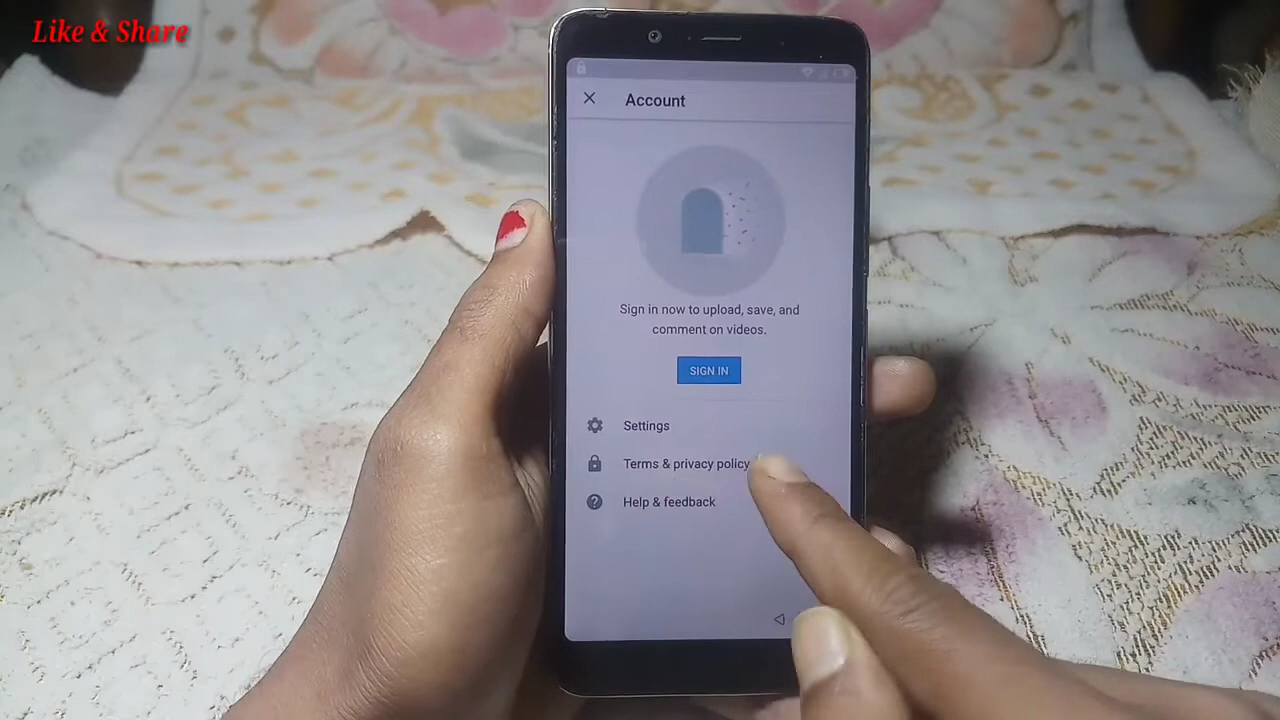 Like & Share
Account
Sign in now to upload, save, and
comment on videos.
SIGN IN
Settings
Terms & privacy policy
Help & feedback